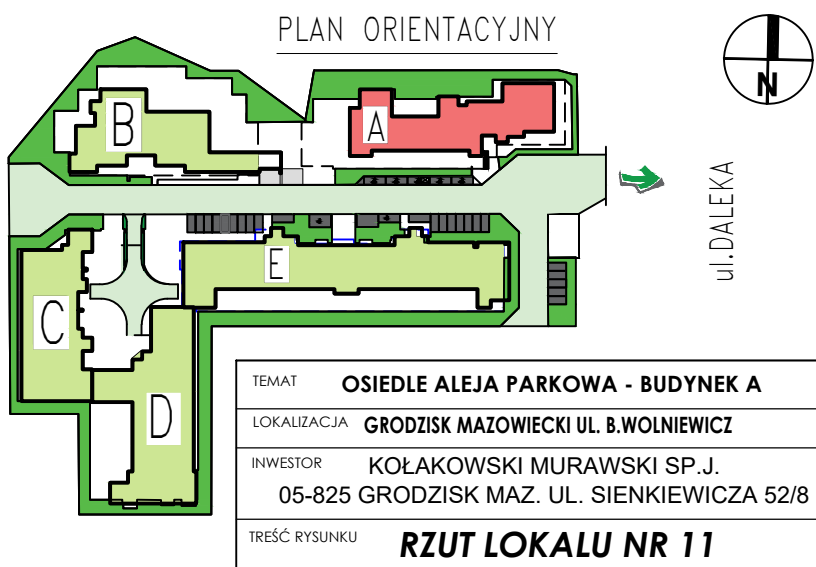 PLAN ORIENTACYJNY
N
B
A
ul.DALEKA
E
C
D
TEMAT OSIEDLE ALEJA PARKOWA - BUDYNEK A
LOKALIZACJA GRODZISK MAZOWIECKI UL. B.WOLNIEWICZ
INWESTOR KOŁAKOWSKI MURAWSKI SP.J.
05-825 GRODZISK MAZ. UL. SIENKIEWICZA 52/8
TREŚĆ RYSUNKU RZUT LOKALU NR 11